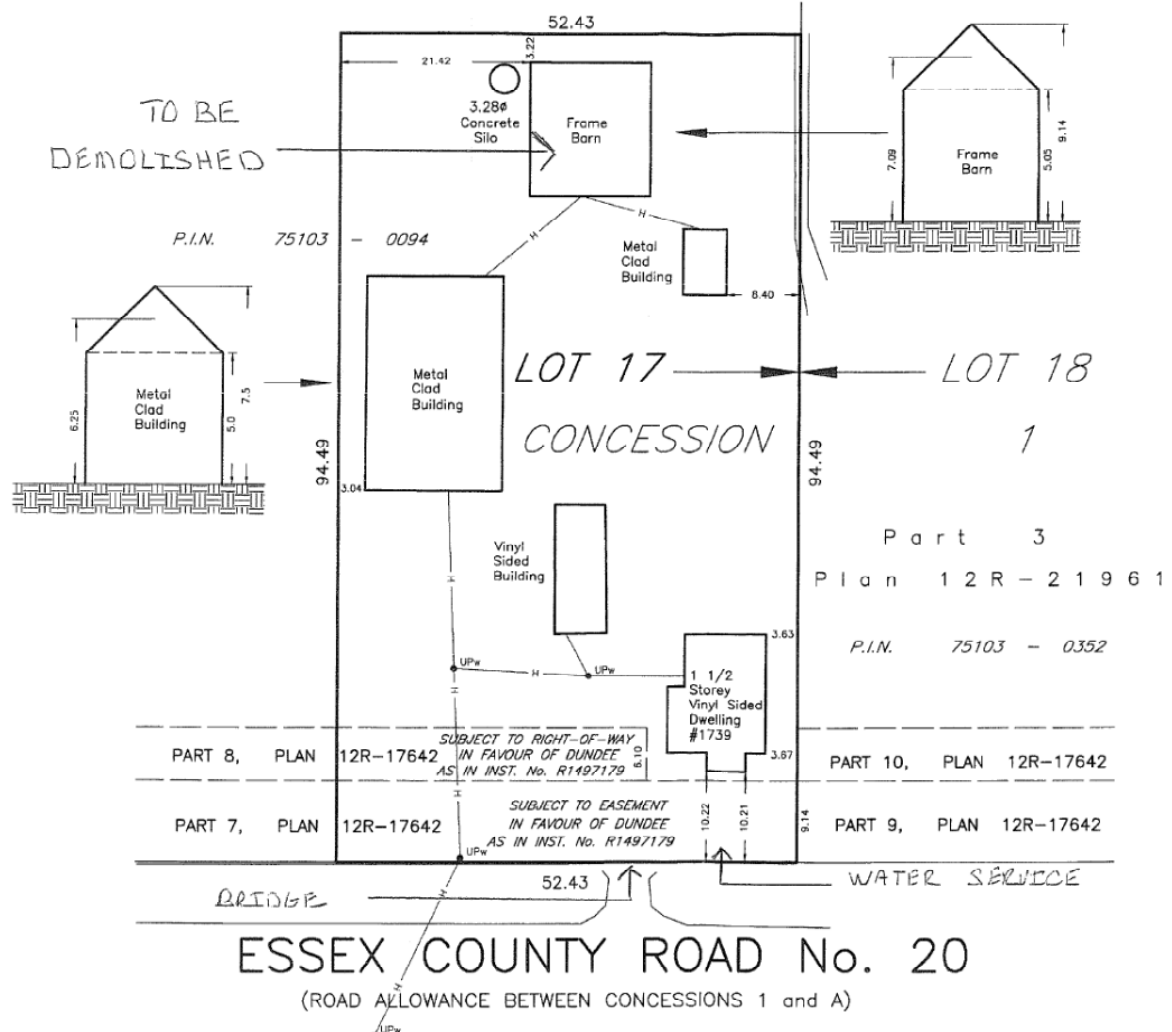 52.43
21.42
3.22
3.28ø
Concrete
Silo
Frame
Barn
TO BE
DEMOLISHED
7.09
Frame
Barn
5.05
9.14
P.I.N. 75103 - 0094
H
H
Metal
Clad
Building
8.40
Metal
Clad
Building
6.25
5.0
7.5
Metal
Clad
Building
LOT 17
LOT 18
CONCESSION
1
94.49
94.49
3.04
Vinyl
Sided
Building
Part 3
Plan 12R-21961
P.I.N. 75103 - 0352
H
3.63
UPw
H
UPw
H
1 1/2
Storey
Vinyl Sided
Dwelling
#1739
3.67
PART 8, PLAN 12R-17642
SUBJECT TO RIGHT-OF-WAY
IN FAVOUR OF DUNDEE
AS IN INST. No. R1497179
6.10
PART 10, PLAN 12R-17642
H
PART 7, PLAN 12R-17642
SUBJECT TO EASEMENT
IN FAVOUR OF DUNDEE
AS IN INST. No. R1497179
10.22
10.21
9.14
PART 9, PLAN 12R-17642
UPw
52.43
BRIDGE
WATER SERVICE
ESSEX COUNTY ROAD No. 20
(ROAD ALLOWANCE BETWEEN CONCESSIONS 1 and A)
H
UPw